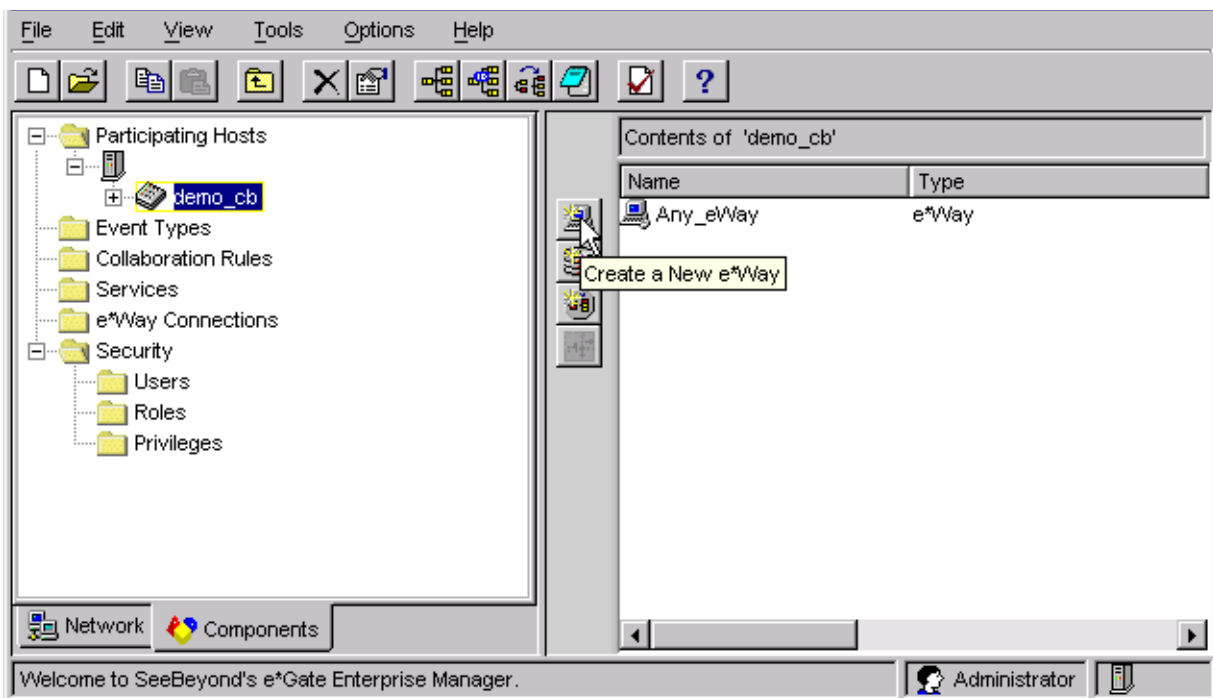 File Edit View Tools Options Help
?
Participating Hosts
demo_cb
Event Types
Collaboration Rules
Services
e*Way Connections
Security
Users
Roles
Privileges
Network Components
Contents of 'demo_cb'
Name Type
Any_eWay e*Way
Create a New e*Way
Welcome to SeeBeyond's e*Gate Enterprise Manager.
Administrator